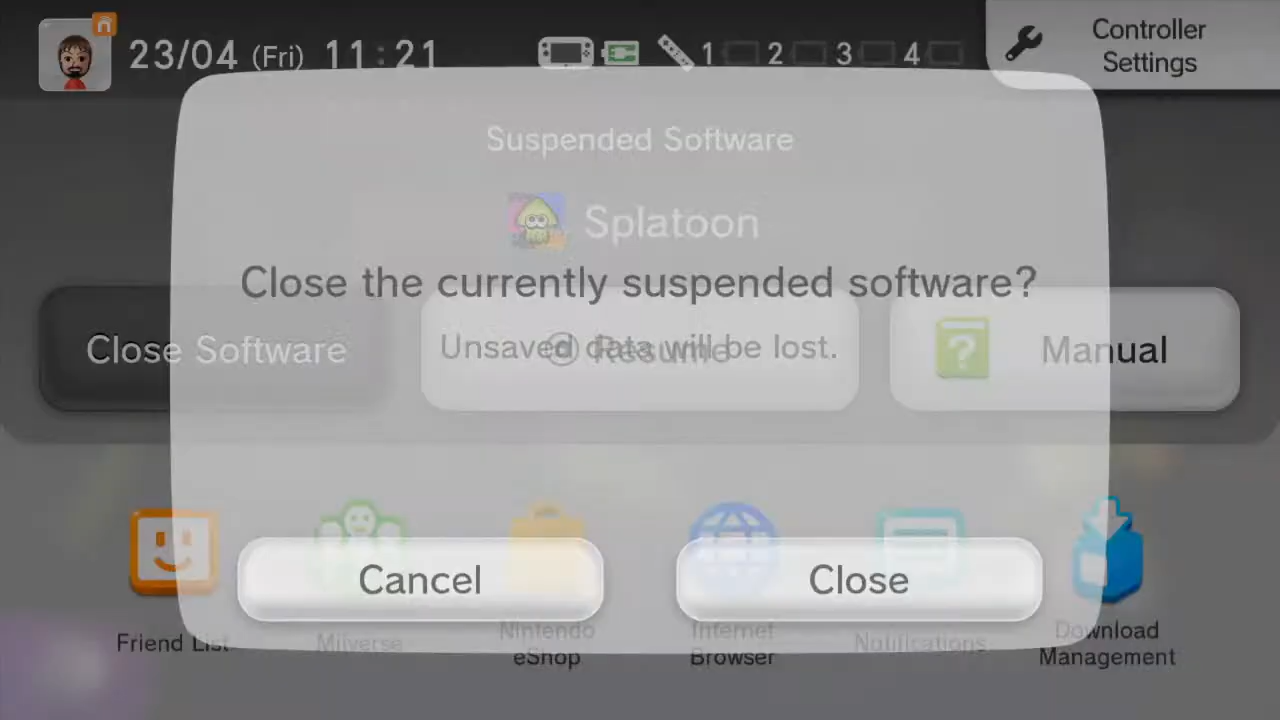 23/04 (Fri) 11:21
1 2 3 4
Controller
Settings
Suspended Software
Splatoon
Close the currently suspended software?
Close Software
Unsaved data will be lost.
Resume
Manual
Cancel
Close
Friend List
Miiverse
Nintendo
eShop
Internet
Browser
Notifications
Download
Management